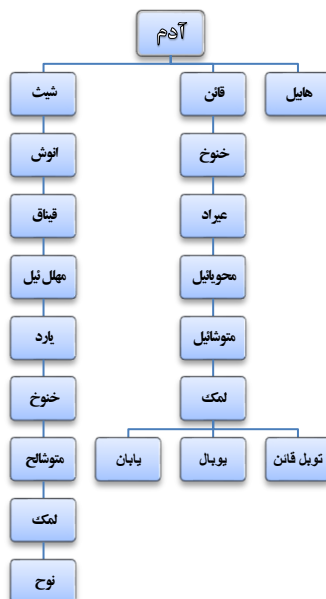 آدم
هابیل
قائن
شیث
خنوخ
انوش
عیراد
قیناق
محویائیل
مهلل ئیل
متوشائیل
یارد
لمک
خنوخ
توبل قائن
یوبال
یابان
متوشالح
لمک
نوح